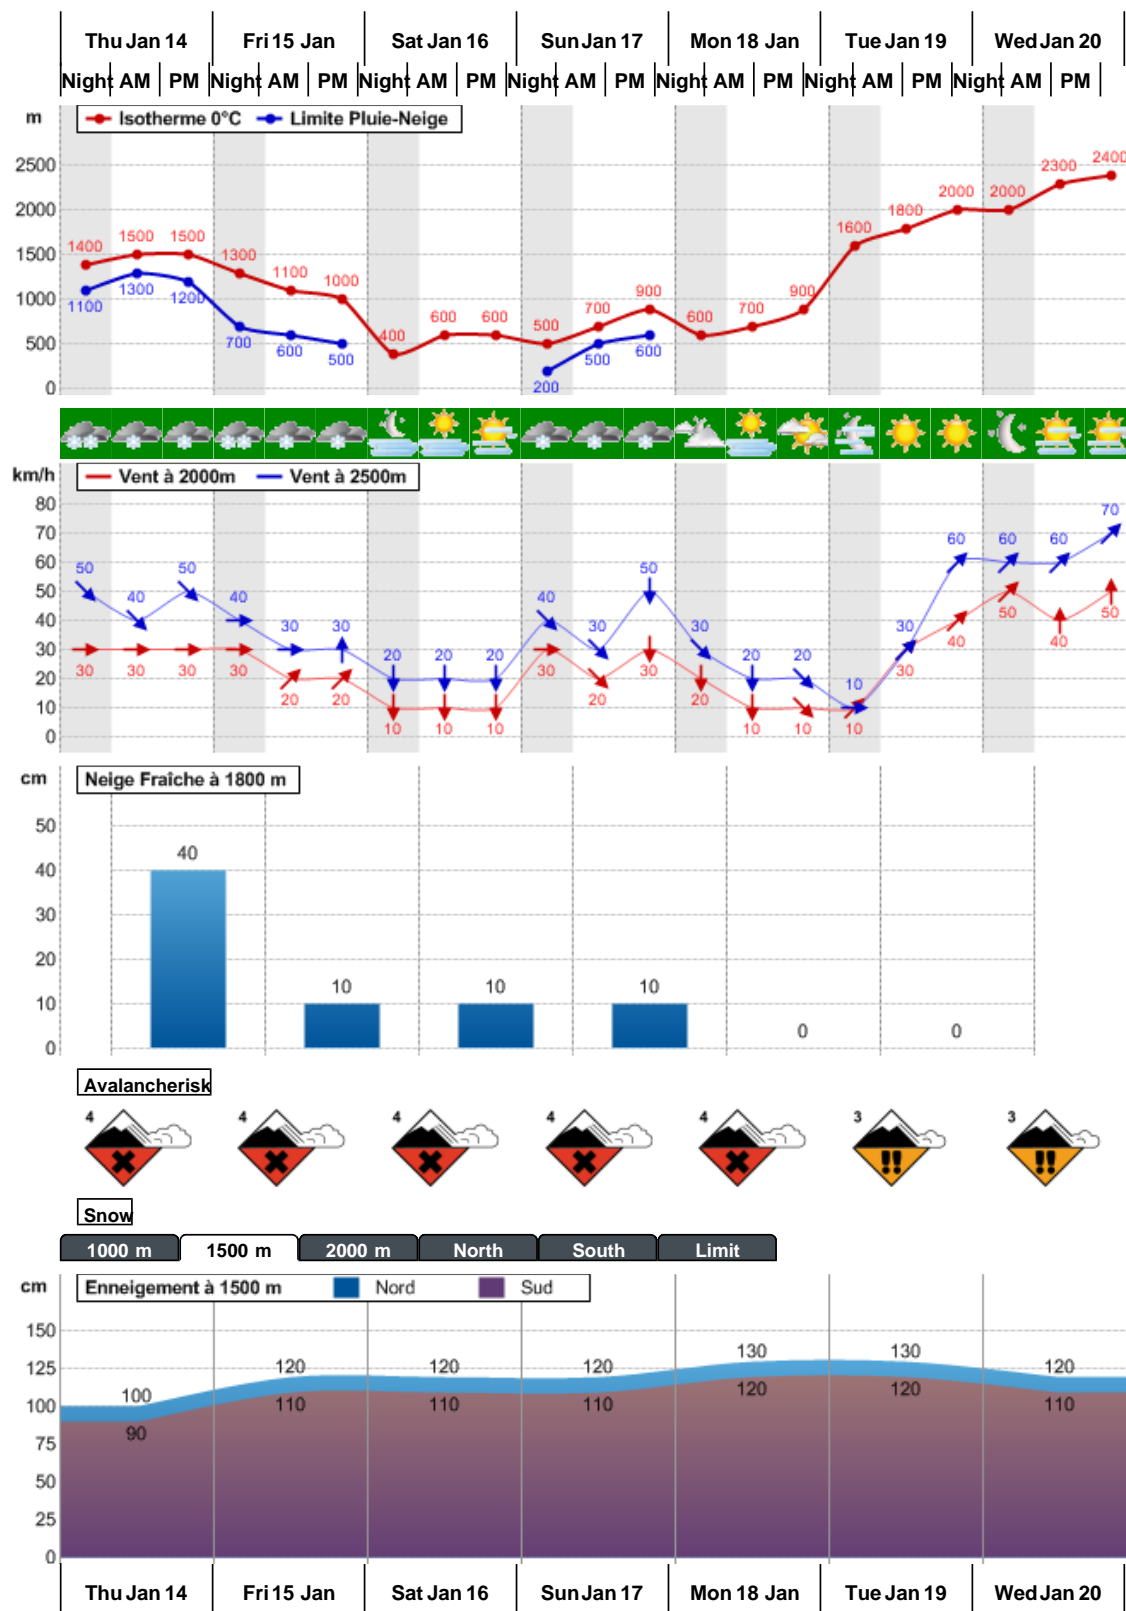 Thu Jan 14 Fri 15 Jan Sat Jan 16 Sun Jan 17 Mon 18 Jan Tue Jan 19 Wed Jan 20
Night AM PM Night AM PM Night AM PM Night AM PM Night AM PM Night AM PM Night AM PM
m Isotherme 0°C Limite Pluie-Neige
2500 2300 2400
2000 1600 1800 2000 2000
1500 1400 1500 1500 1300 1100 1000
1000 1100 1300 1200 600 600 700 900 600 700 900
500 700 600 500 400 500 500 600
0 200
km/h Vent à 2000m Vent à 2500m
80
70 70
60 60 60 60
50 50 40 50 40 40 50 50 50
40 30 30 30 30 40 40
30 30 30 30 30 20 20 20 30 20 30 20 20 30
20 20 20 10
10 10 10 10 10 10 10
0
cm Neige Fraîche à 1800 m
50
40 40
30
20
10 10 10 10
0 0 0
Avalancherisk
4 4 4 4 4 3 3
Snow
1000 m 1500 m 2000 m North South Limit
cm Enneigement à 1500 m Nord Sud
150
125 120 120 120 130 130 120
100 100 110 110 110 120 120 110
75 90
50
25
0
Thu Jan 14 Fri 15 Jan Sat Jan 16 Sun Jan 17 Mon 18 Jan Tue Jan 19 Wed Jan 20